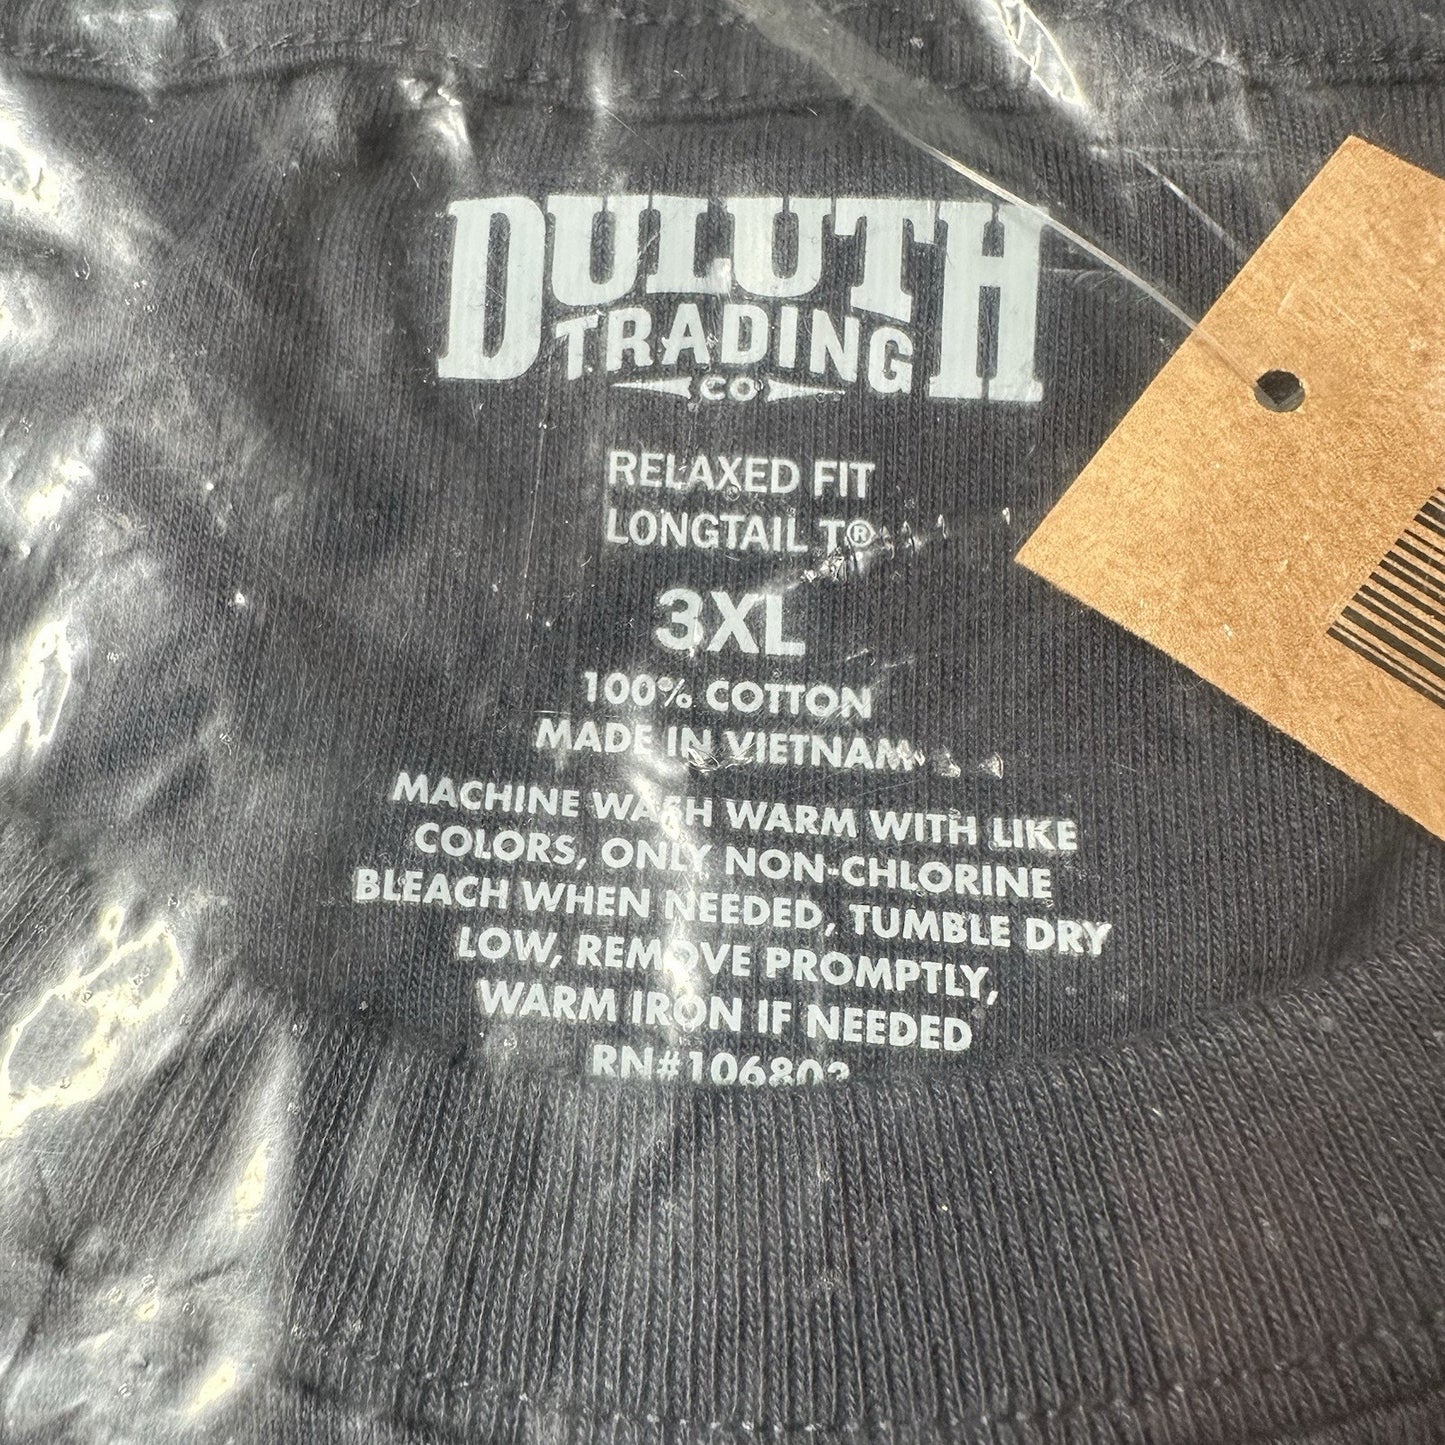 DULUTH
TRADING
CO
RELAXED FIT
LONGTAIL T®
3XL
100% COTTON
MADE IN VIETNAM
MACHINE WASH WARM WITH LIKE
COLORS, ONLY NON-CHLORINE
BLEACH WHEN NEEDED, TUMBLE DRY
LOW, REMOVE PROMPTLY,
WARM IRON IF NEEDED